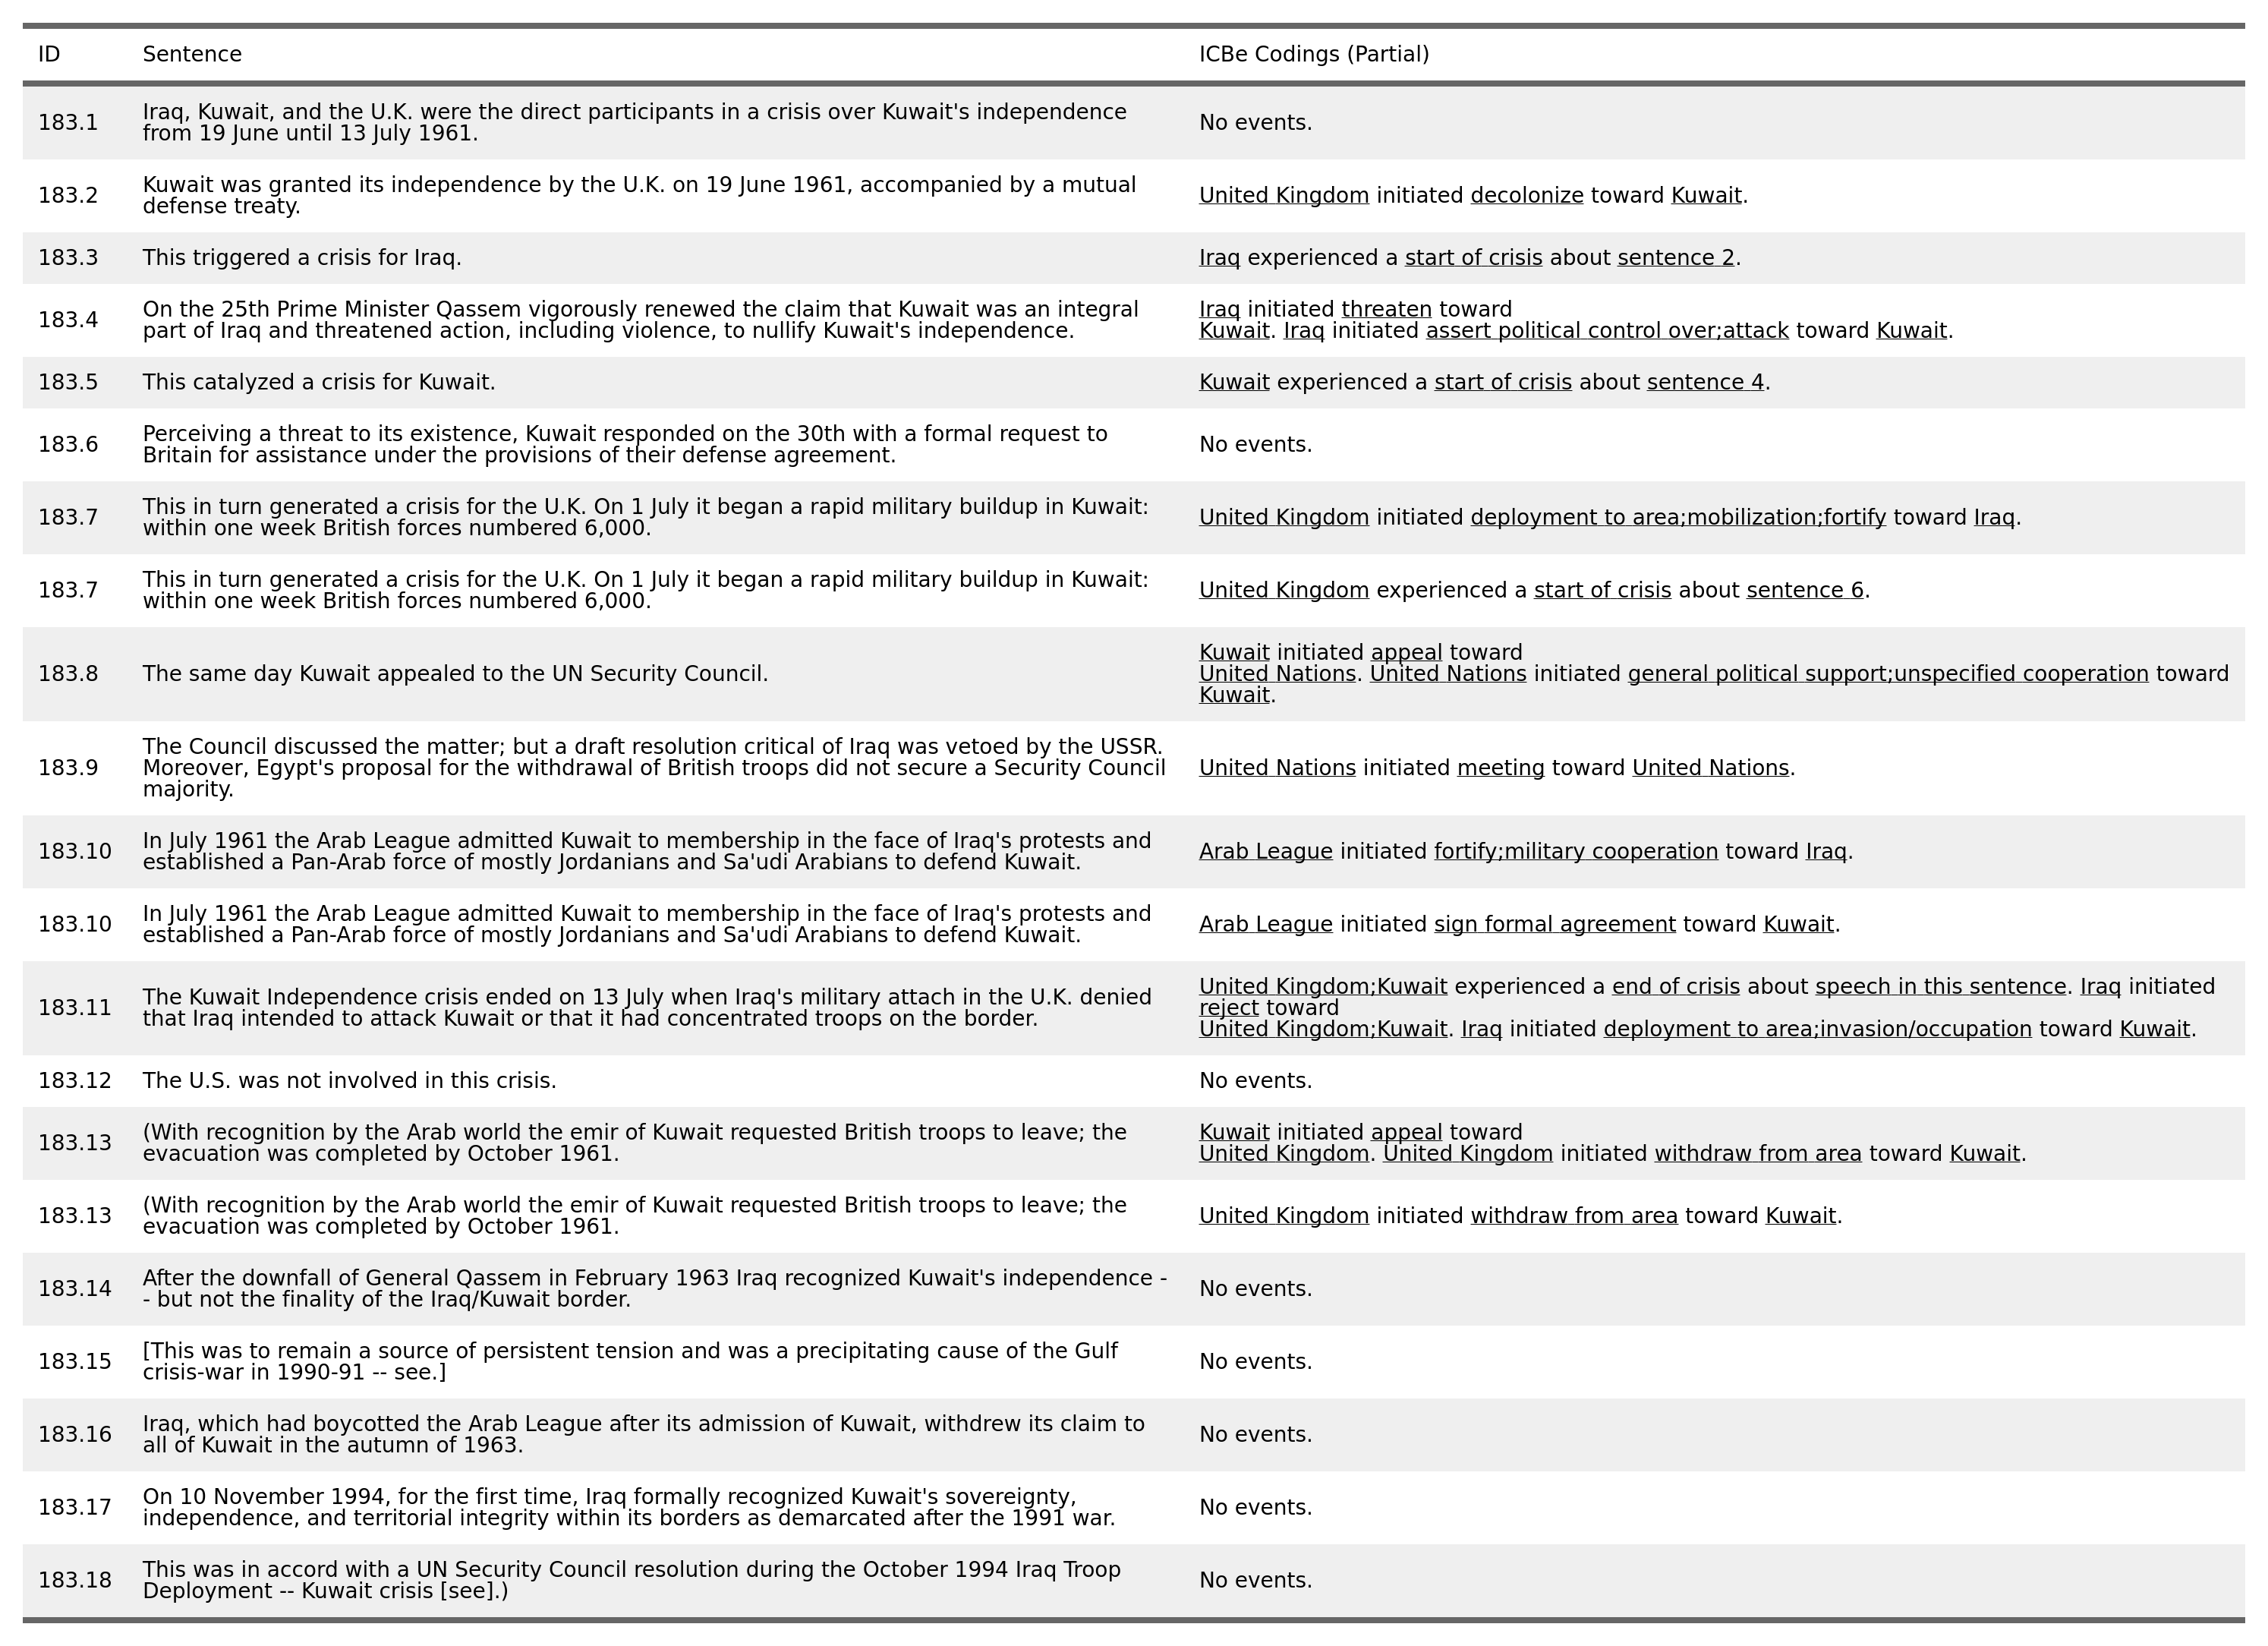 ID Sentence ICBe Codings (Partial)
183.1 Iraq, Kuwait, and the U.K. were the direct participants in a crisis over Kuwait's independence
from 19 June until 13 July 1961. No events.
183.2 Kuwait was granted its independence by the U.K. on 19 June 1961, accompanied by a mutual
defense treaty. United Kingdom initiated decolonize toward Kuwait.
183.3 This triggered a crisis for Iraq. Iraq experienced a start of crisis about sentence 2.
183.4 On the 25th Prime Minister Qassem vigorously renewed the claim that Kuwait was an integral
part of Iraq and threatened action, including violence, to nullify Kuwait's independence.
Iraq initiated threaten toward
Kuwait. Iraq initiated assert political control over;attack toward Kuwait.
183.5 This catalyzed a crisis for Kuwait. Kuwait experienced a start of crisis about sentence 4.
183.6 Perceiving a threat to its existence, Kuwait responded on the 30th with a formal request to
Britain for assistance under the provisions of their defense agreement. No events.
183.7 This in turn generated a crisis for the U.K. On 1 July it began a rapid military buildup in Kuwait:
within one week British forces numbered 6,000. United Kingdom initiated deployment to area;mobilization;fortify toward Iraq.
183.7 This in turn generated a crisis for the U.K. On 1 July it began a rapid military buildup in Kuwait:
within one week British forces numbered 6,000. United Kingdom experienced a start of crisis about sentence 6.
183.8 The same day Kuwait appealed to the UN Security Council.
Kuwait initiated appeal toward
United Nations. United Nations initiated general political support;unspecified cooperation toward
Kuwait.
183.9 The Council discussed the matter; but a draft resolution critical of Iraq was vetoed by the USSR.
Moreover, Egypt's proposal for the withdrawal of British troops did not secure a Security Council
majority. United Nations initiated meeting toward United Nations.
183.10 In July 1961 the Arab League admitted Kuwait to membership in the face of Iraq's protests and
established a Pan-Arab force of mostly Jordanians and Sa'udi Arabians to defend Kuwait. Arab League initiated fortify;military cooperation toward Iraq.
183.10 In July 1961 the Arab League admitted Kuwait to membership in the face of Iraq's protests and
established a Pan-Arab force of mostly Jordanians and Sa'udi Arabians to defend Kuwait. Arab League initiated sign formal agreement toward Kuwait.
183.11 The Kuwait Independence crisis ended on 13 July when Iraq's military attach in the U.K. denied
that Iraq intended to attack Kuwait or that it had concentrated troops on the border.
United Kingdom;Kuwait experienced a end of crisis about speech in this sentence. Iraq initiated
reject toward
United Kingdom;Kuwait. Iraq initiated deployment to area;invasion/occupation toward Kuwait.
183.12 The U.S. was not involved in this crisis. No events.
183.13 (With recognition by the Arab world the emir of Kuwait requested British troops to leave; the
evacuation was completed by October 1961.
Kuwait initiated appeal toward
United Kingdom. United Kingdom initiated withdraw from area toward Kuwait.
183.13 (With recognition by the Arab world the emir of Kuwait requested British troops to leave; the
evacuation was completed by October 1961. United Kingdom initiated withdraw from area toward Kuwait.
183.14 After the downfall of General Qassem in February 1963 Iraq recognized Kuwait's independence -
- but not the finality of the Iraq/Kuwait border. No events.
183.15 [This was to remain a source of persistent tension and was a precipitating cause of the Gulf
crisis-war in 1990-91 -- see.] No events.
183.16 Iraq, which had boycotted the Arab League after its admission of Kuwait, withdrew its claim to
all of Kuwait in the autumn of 1963. No events.
183.17 On 10 November 1994, for the first time, Iraq formally recognized Kuwait's sovereignty,
independence, and territorial integrity within its borders as demarcated after the 1991 war. No events.
183.18 This was in accord with a UN Security Council resolution during the October 1994 Iraq Troop
Deployment -- Kuwait crisis [see].) No events.